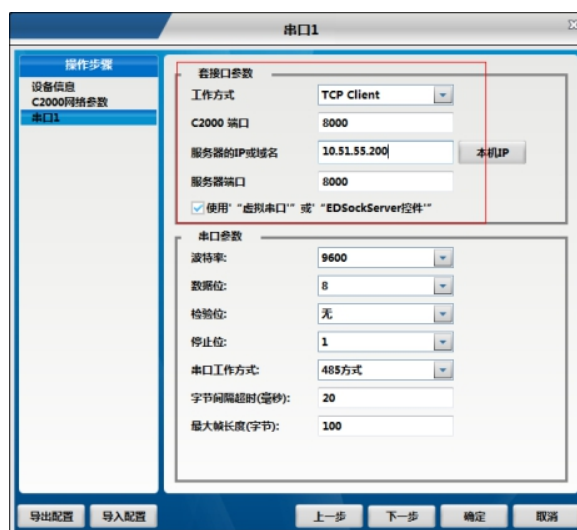 串口1
操作步骤
设备信息
C2000网络参数
串口1
套接口参数
工作方式 TCP Client
C2000 端口 8000
服务器的IP或域名 10.51.55.200 本机IP
服务器端口 8000
使用' "虚拟串口'" 或' "EDSockServer控件'"
串口参数
波特率: 9600
数据位: 8
检验位: 无
停止位: 1
串口工作方式: 485方式
字节间隔超时(毫秒): 20
最大帧长度(字节): 100
导出配置 导入配置 上一步 下一步 确定 取消